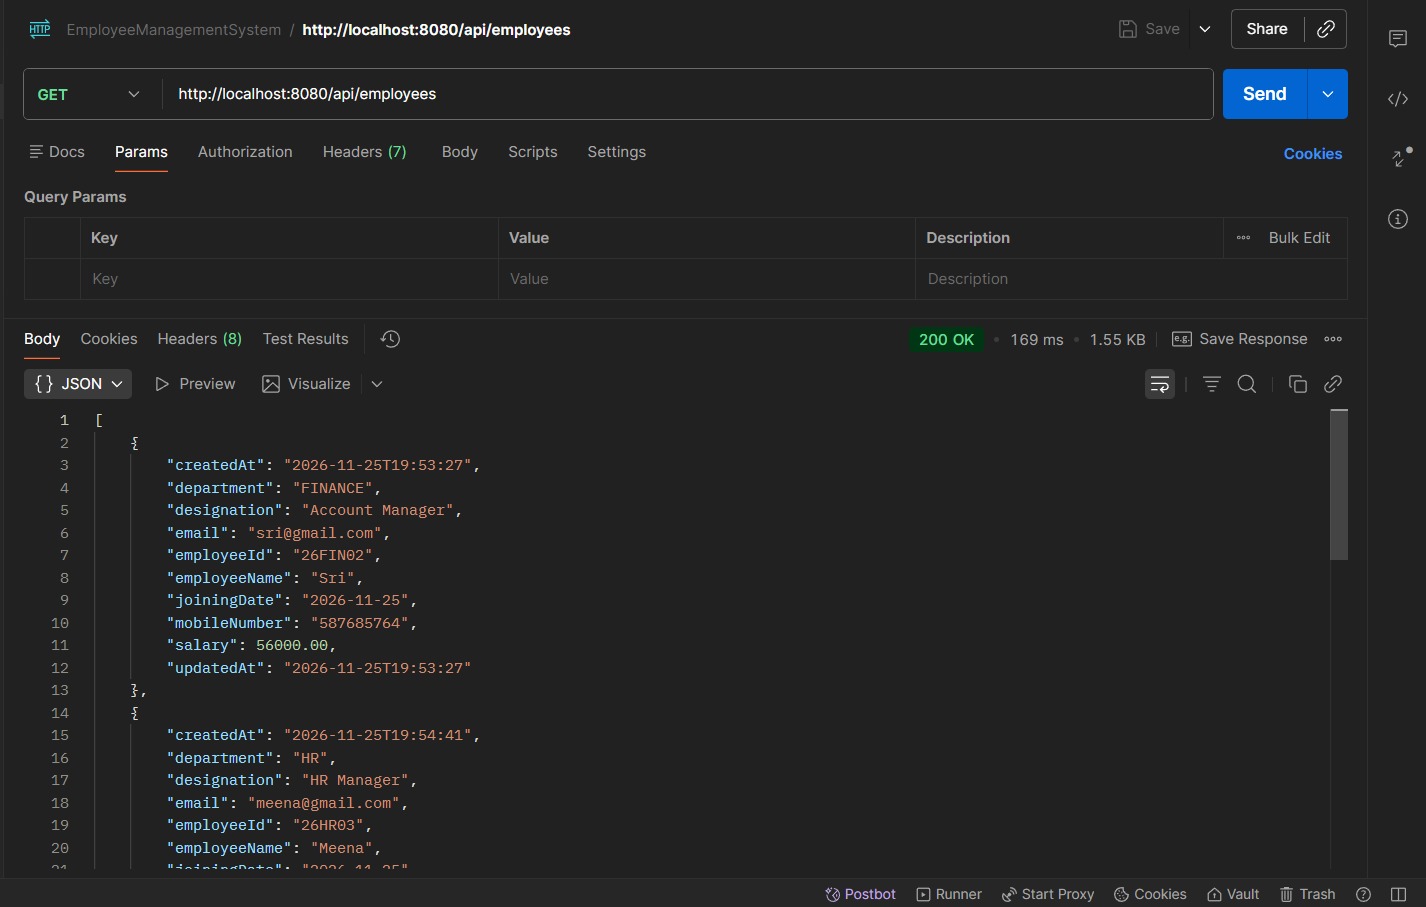 HTTP EmployeeManagementSystem / http://localhost:8080/api/employees Save Share
GET http://localhost:8080/api/employees Send
Docs Params Authorization Headers (7) Body Scripts Settings Cookies
Query Params
Key Value Description Bulk Edit
Key Value Description
Body Cookies Headers (8) Test Results 200 OK • 169 ms • 1.55 KB e.g. Save Response
{} JSON Preview Visualize
1 [
2 {
3 "createdAt": "2026-11-25T19:53:27",
4 "department": "FINANCE",
5 "designation": "Account Manager",
6 "email": "sri@gmail.com",
7 "employeeId": "26FIN02",
8 "employeeName": "Sri",
9 "joiningDate": "2026-11-25",
10 "mobileNumber": "587685764",
11 "salary": 56000.00,
12 "updatedAt": "2026-11-25T19:53:27"
13 },
14 {
15 "createdAt": "2026-11-25T19:54:41",
16 "department": "HR",
17 "designation": "HR Manager",
18 "email": "meena@gmail.com",
19 "employeeId": "26HR03",
20 "employeeName": "Meena",
21 "joiningDate": "2026-11-25"
Postbot Runner Start Proxy Cookies Vault Trash